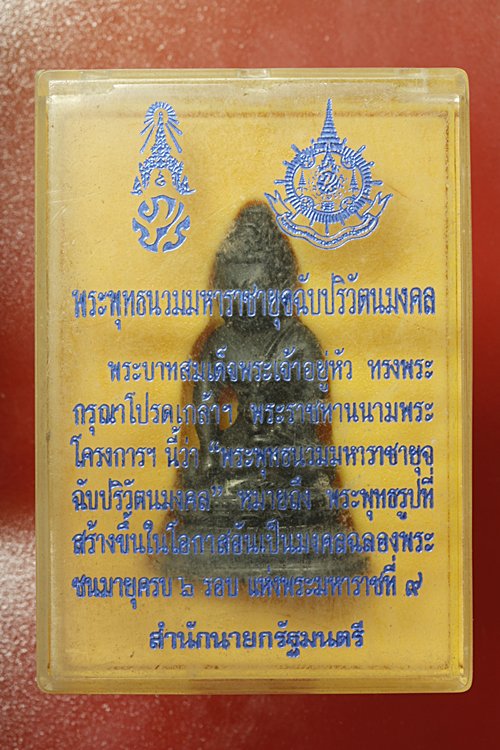 พระพุทธนวมมหาราชายุจฉับปริวัตนมงคล
พระบาทสมเด็จพระเจ้าอยู่หัว ทรงพระ
กรุณาโปรดเกล้าฯ พระราชทานนามพระ
โครงการฯ นี้ว่า “พระพุทธนวมมหาราชายุจ
ฉับปริวัตนมงคล” หมายถึง พระพุทธรูปที่
สร้างขึ้นในโอกาสอันเป็นมงคลฉลองพระ
ชนมายุครบ ๖ รอบ แห่งพระมหาราชที่ ๙
สำนักนายกรัฐมนตรี